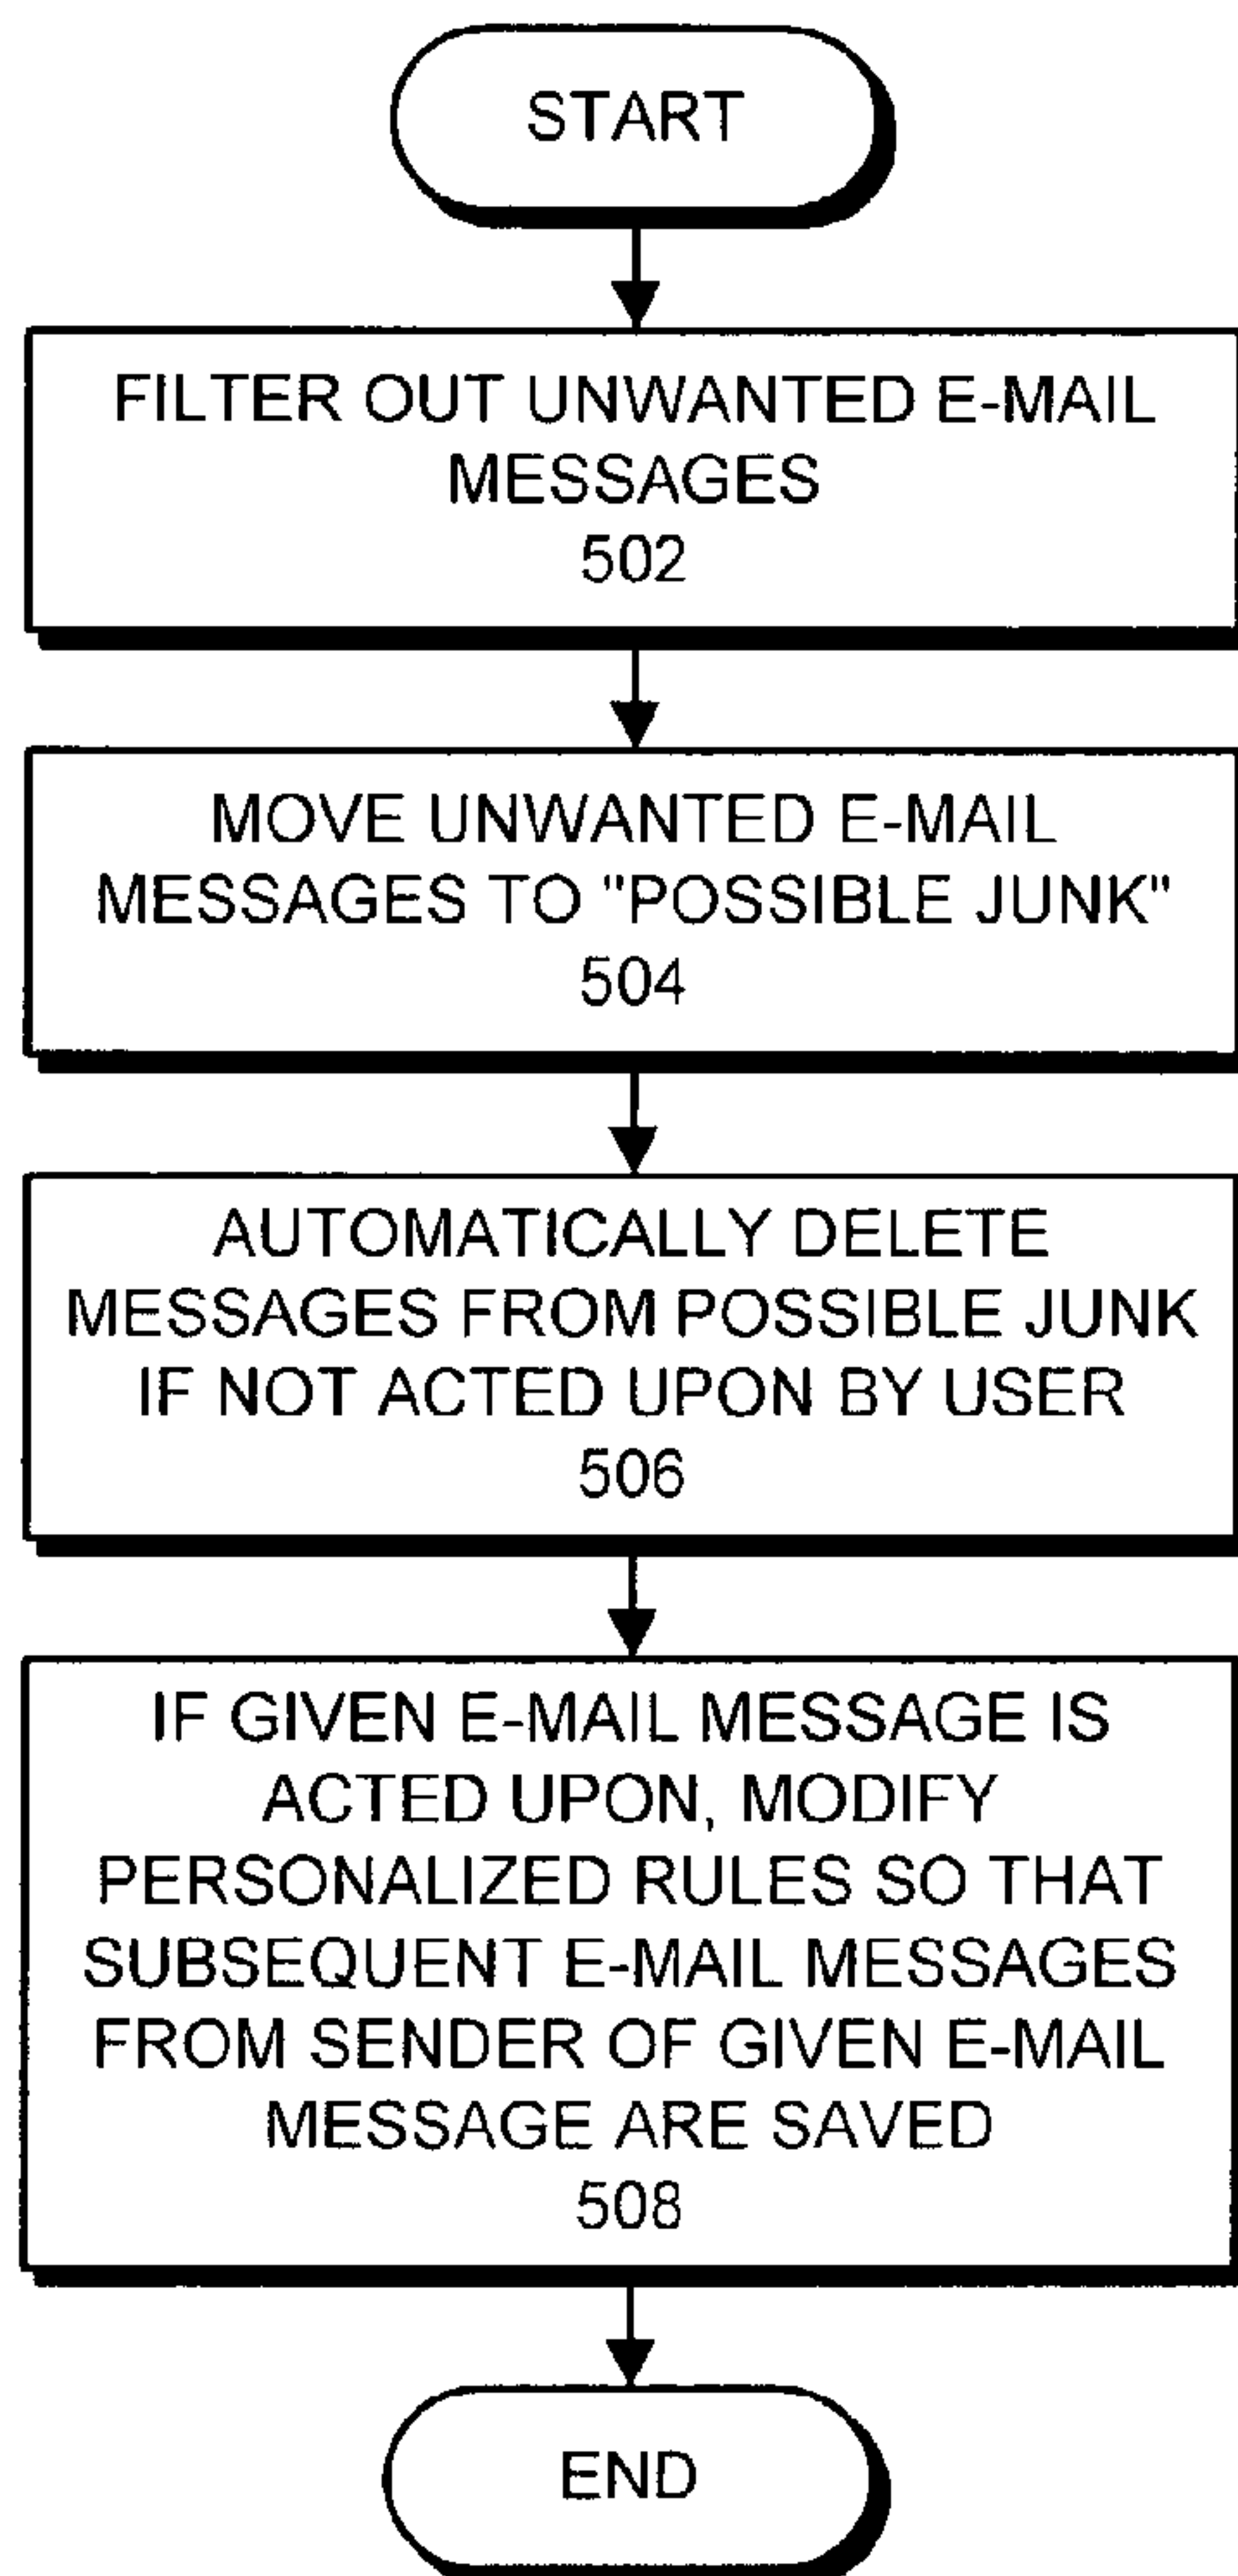 START
FILTER OUT UNWANTED E-MAIL
MESSAGES
502
MOVE UNWANTED E-MAIL
MESSAGES TO "POSSIBLE JUNK"
504
AUTOMATICALLY DELETE
MESSAGES FROM POSSIBLE JUNK
IF NOT ACTED UPON BY USER
506
IF GIVEN E-MAIL MESSAGE IS
ACTED UPON, MODIFY
PERSONALIZED RULES SO THAT
SUBSEQUENT E-MAIL MESSAGES
FROM SENDER OF GIVEN E-MAIL
MESSAGE ARE SAVED
508
END